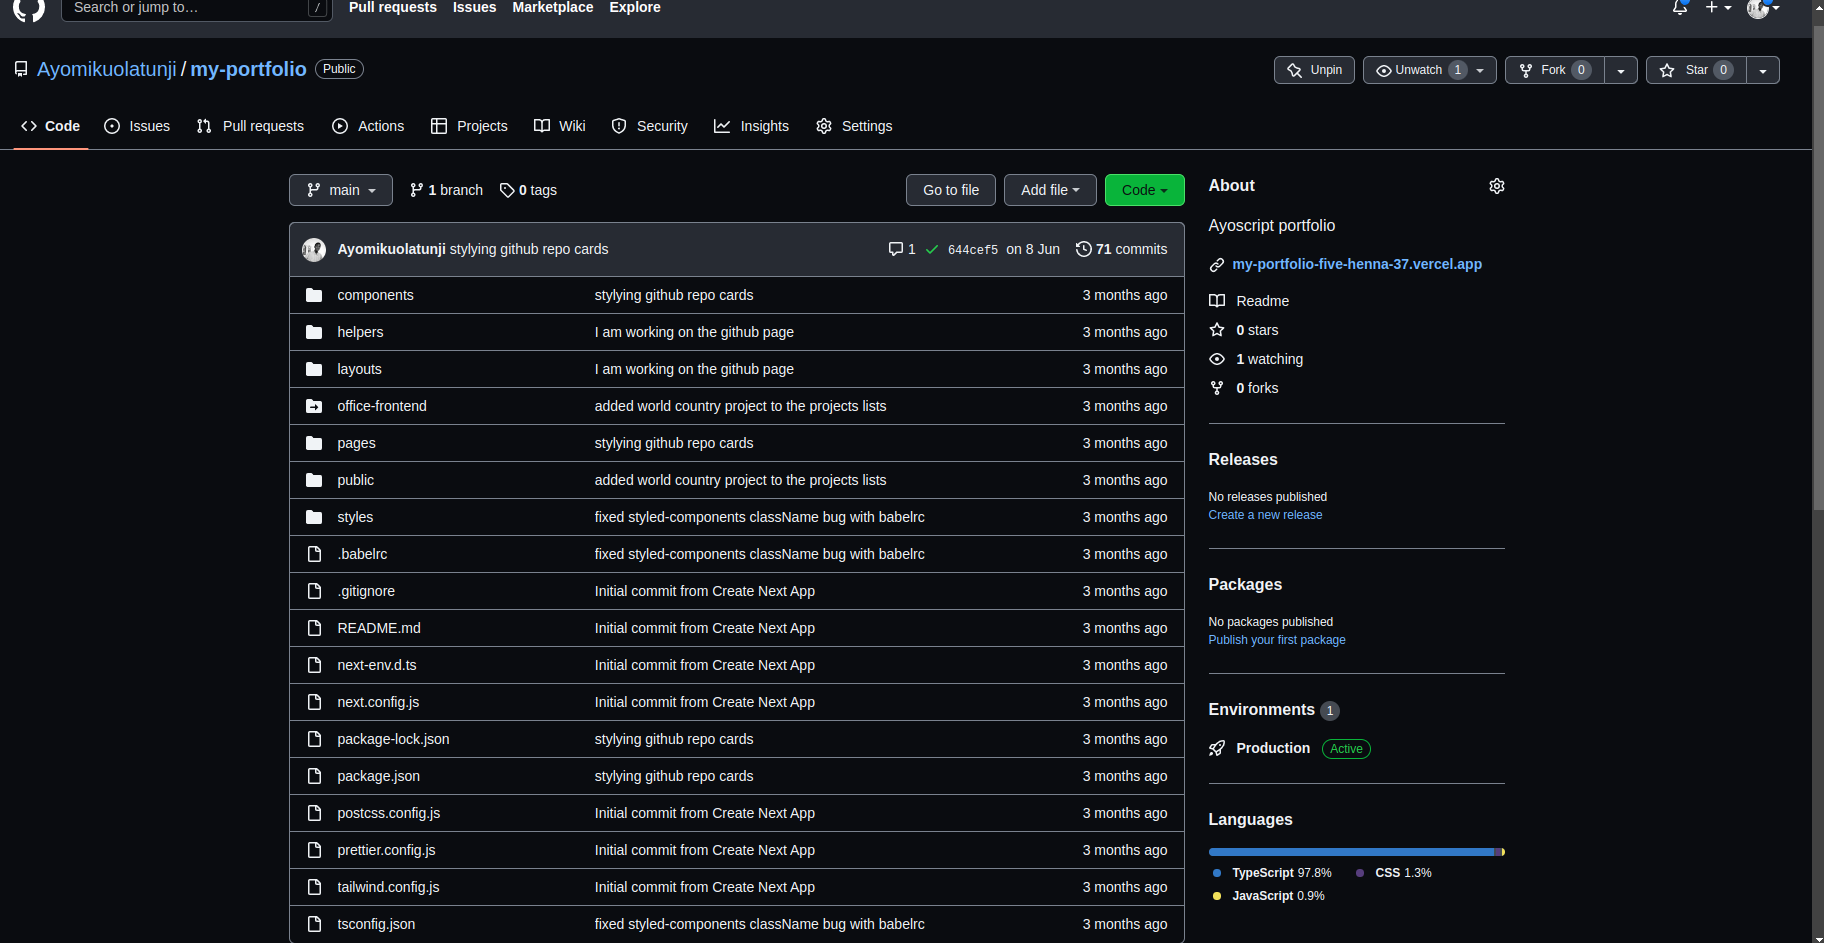 Search or jump to… /
Pull requests Issues Marketplace Explore
Ayomikuolatunji / my-portfolio Public
Unpin Unwatch 1 Fork 0 Star 0
Code Issues Pull requests Actions Projects Wiki Security Insights Settings
main 1 branch 0 tags Go to file Add file Code
Ayomikuolatunji stylying github repo cards 1 644cef5 on 8 Jun 71 commits
components stylying github repo cards 3 months ago
helpers I am working on the github page 3 months ago
layouts I am working on the github page 3 months ago
office-frontend added world country project to the projects lists 3 months ago
pages stylying github repo cards 3 months ago
public added world country project to the projects lists 3 months ago
styles fixed styled-components className bug with babelrc 3 months ago
.babelrc fixed styled-components className bug with babelrc 3 months ago
.gitignore Initial commit from Create Next App 3 months ago
README.md Initial commit from Create Next App 3 months ago
next-env.d.ts Initial commit from Create Next App 3 months ago
next.config.js Initial commit from Create Next App 3 months ago
package-lock.json stylying github repo cards 3 months ago
package.json stylying github repo cards 3 months ago
postcss.config.js Initial commit from Create Next App 3 months ago
prettier.config.js Initial commit from Create Next App 3 months ago
tailwind.config.js Initial commit from Create Next App 3 months ago
tsconfig.json fixed styled-components className bug with babelrc 3 months ago
About
Ayoscript portfolio
my-portfolio-five-henna-37.vercel.app
Readme
0 stars
1 watching
0 forks
Releases
No releases published
Create a new release
Packages
No packages published
Publish your first package
Environments 1
Production Active
Languages
TypeScript 97.8% CSS 1.3%
JavaScript 0.9%